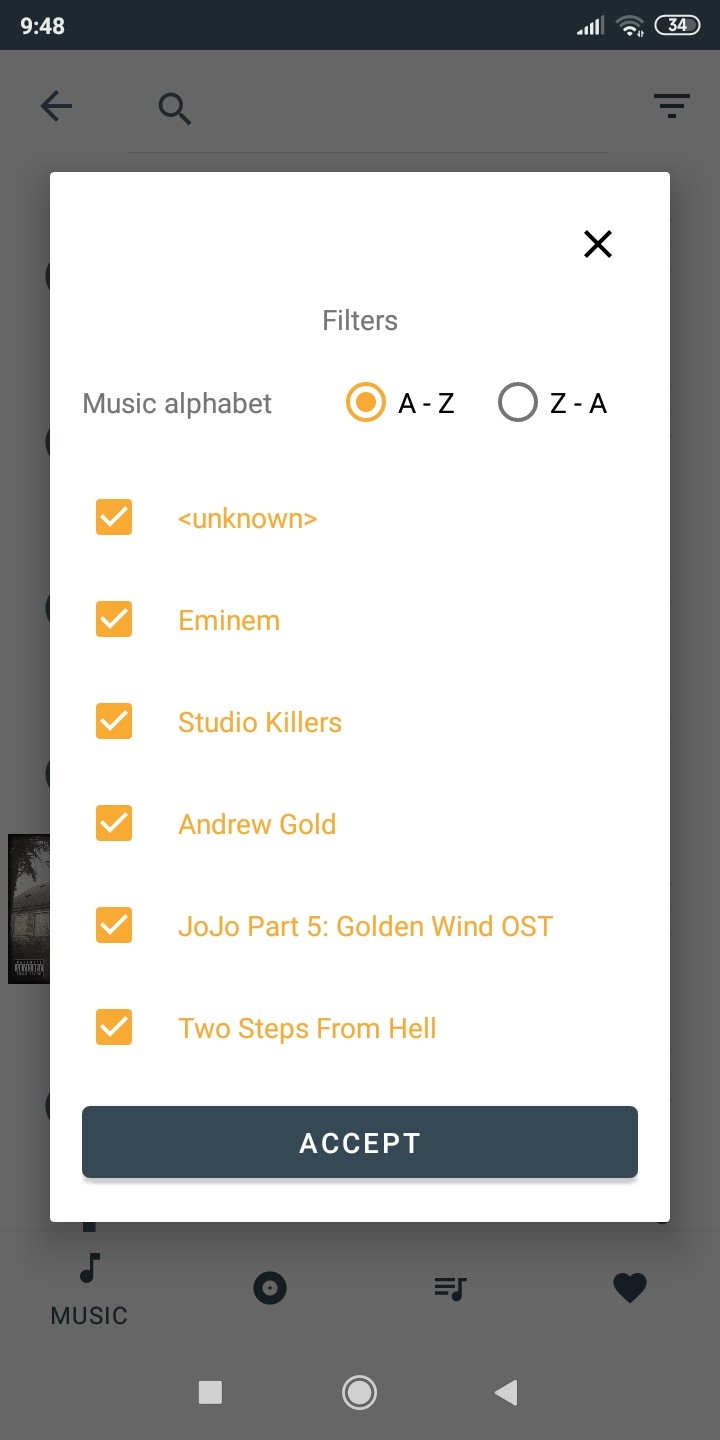 9:48
34
Filters
Music alphabet
A - Z
Z - A
<unknown>
Eminem
Studio Killers
Andrew Gold
JoJo Part 5: Golden Wind OST
Two Steps From Hell
ACCEPT
MUSIC